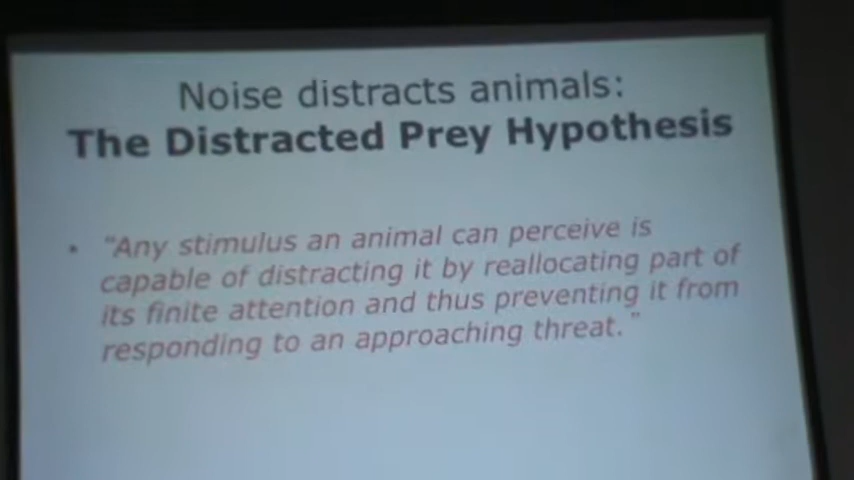 Noise distracts animals:
The Distracted Prey Hypothesis
• "Any stimulus an animal can perceive is
capable of distracting it by reallocating part of
its finite attention and thus preventing it from
responding to an approaching threat."